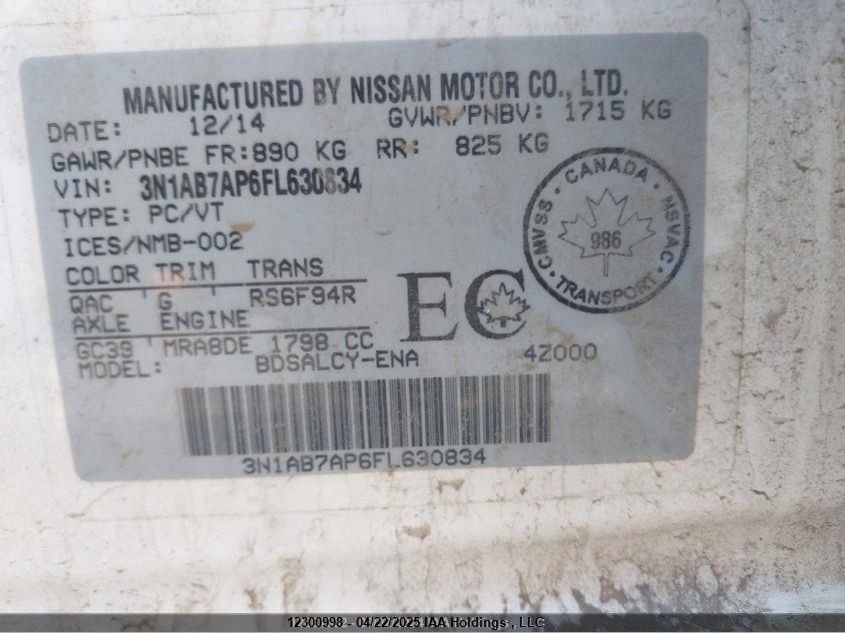 MANUFACTURED BY NISSAN MOTOR CO., LTD.
DATE: 12/14 GVWR/PNBV: 1715 KG
GAWR/PNBE FR:890 KG RR: 825 KG
VIN: 3N1AB7AP6FL630834
TYPE: PC/VT
ICES/NMB-002
COLOR TRIM TRANS
QAC G RS6F94R
AXLE ENGINE
GC39 MRA8DE 1798 CC
MODEL: BDSALCY-ENA 4Z000
EC
CANADA
CMVSS 986 NSVAC
TRANSPORT
3N1AB7AP6FL630834
12300998 - 04/22/2025 IAA Holdings , LLC